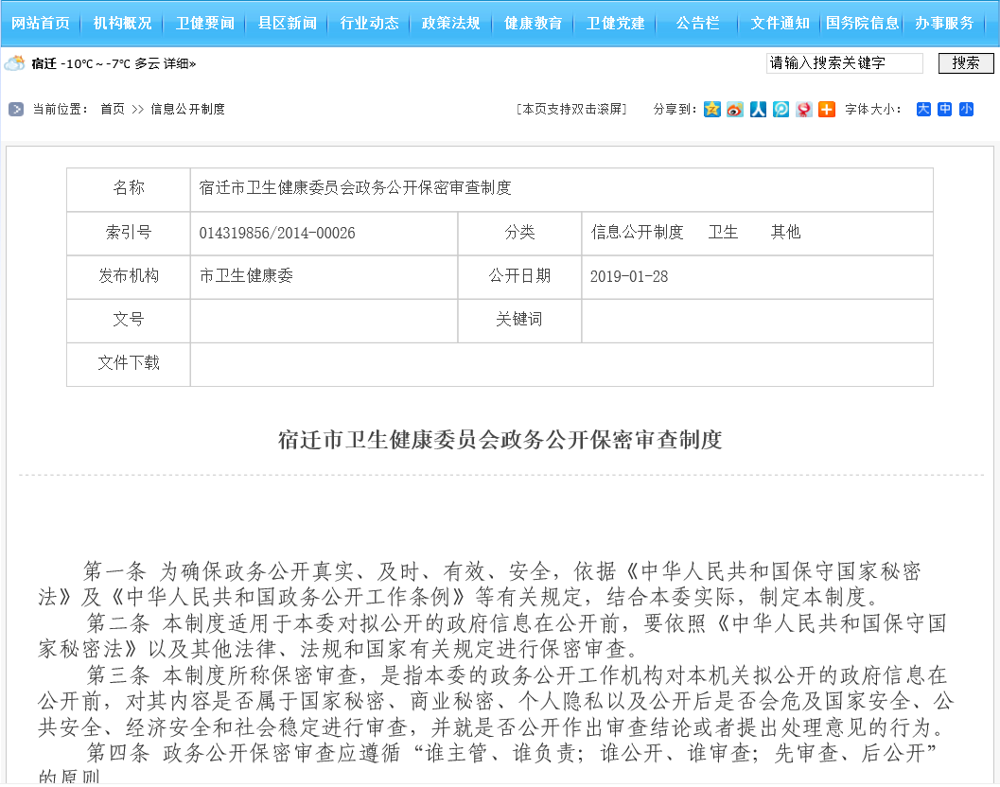 网站首页 机构概况 卫健要闻 县区新闻 行业动态 政策法规 健康教育 卫健党建 公告栏 文件通知 国务院信息 办事服务
宿迁 -10℃～-7℃ 多云 详细» 请输入搜索关键字 搜索
当前位置： 首页 >> 信息公开制度 [本页支持双击滚屏] 分享到： 字体大小： 大 中 小
名称 宿迁市卫生健康委员会政务公开保密审查制度
索引号 014319856/2014-00026 分类 信息公开制度 卫生 其他
发布机构 市卫生健康委 公开日期 2019-01-28
文号 关键词
文件下载
宿迁市卫生健康委员会政务公开保密审查制度
第一条 为确保政务公开真实、及时、有效、安全，依据《中华人民共和国保守国家秘密
法》及《中华人民共和国政务公开工作条例》等有关规定，结合本委实际，制定本制度。
第二条 本制度适用于本委对拟公开的政府信息在公开前，要依照《中华人民共和国保守国
家秘密法》以及其他法律、法规和国家有关规定进行保密审查。
第三条 本制度所称保密审查，是指本委的政务公开工作机构对本机关拟公开的政府信息在
公开前，对其内容是否属于国家秘密、商业秘密、个人隐私以及公开后是否会危及国家安全、公
共安全、经济安全和社会稳定进行审查，并就是否公开作出审查结论或者提出处理意见的行为。
第四条 政务公开保密审查应遵循“谁主管、谁负责；谁公开、谁审查；先审查、后公开”
的原则